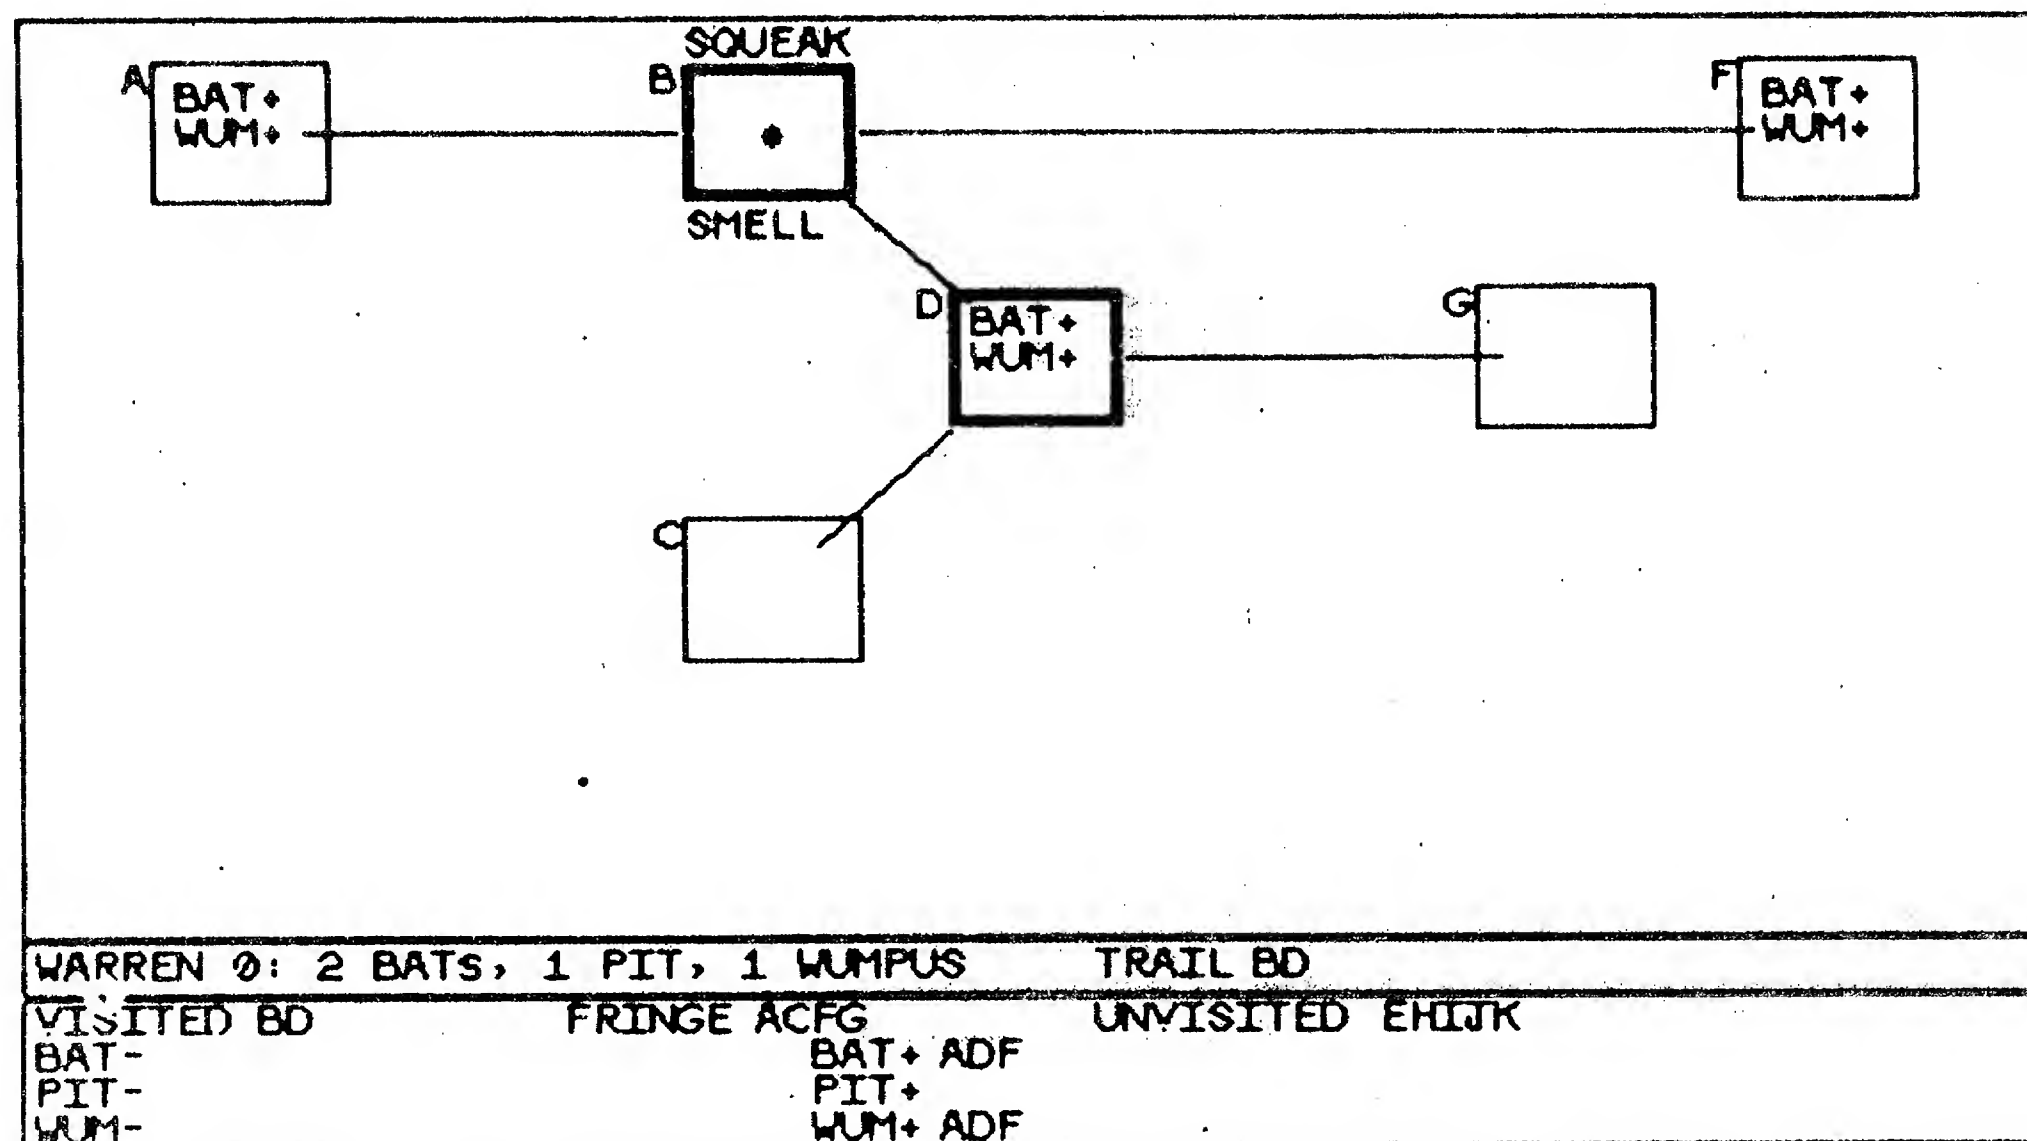 SQUEAK
A B F
BAT+ BAT+
WUM+ WUM+
SMELL
D G
BAT+
WUM+
C
WARREN 0: 2 BATS, 1 PIT, 1 WUMPUS TRAIL BD
VISITED BD FRINGE ACFG UNVISITED EHIJK
BAT- BAT+ ADF
PIT- PIT+
WUM- WUM+ ADF